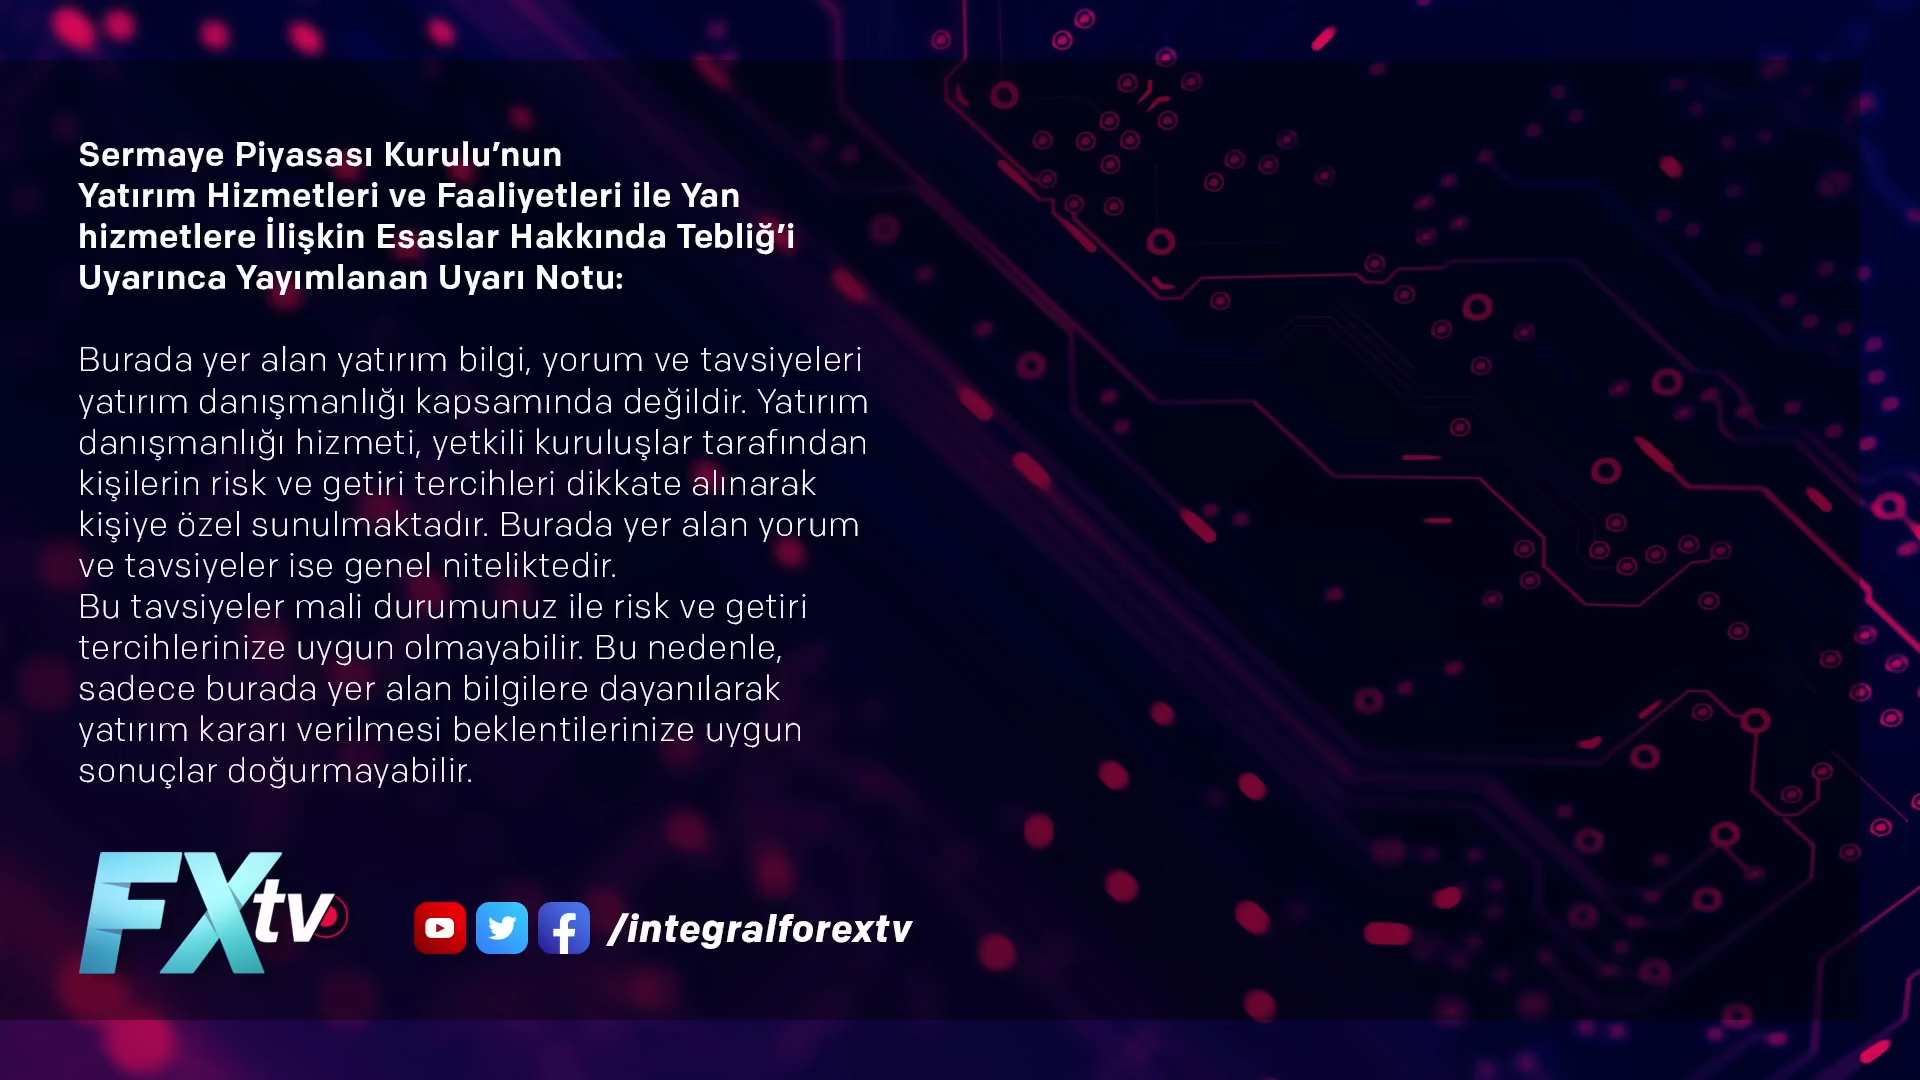 Sermaye Piyasası Kurulu’nun
Yatırım Hizmetleri ve Faaliyetleri ile Yan
hizmetlere İlişkin Esaslar Hakkında Tebliğ’i
Uyarınca Yayımlanan Uyarı Notu:
Burada yer alan yatırım bilgi, yorum ve tavsiyeleri
yatırım danışmanlığı kapsamında değildir. Yatırım
danışmanlığı hizmeti, yetkili kuruluşlar tarafından
kişilerin risk ve getiri tercihleri dikkate alınarak
kişiye özel sunulmaktadır. Burada yer alan yorum
ve tavsiyeler ise genel niteliktedir.
Bu tavsiyeler mali durumunuz ile risk ve getiri
tercihlerinize uygun olmayabilir. Bu nedenle,
sadece burada yer alan bilgilere dayanılarak
yatırım kararı verilmesi beklentilerinize uygun
sonuçlar doğurmayabilir.
FXtv
/integralforextv